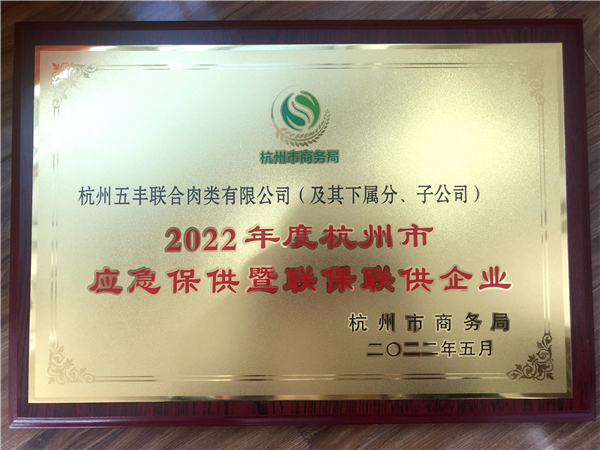 杭州市商务局
杭州五丰联合肉类有限公司（及其下属分、子公司）
2022年度杭州市
应急保供暨联保联供企业
杭州市商务局
二〇二二年五月